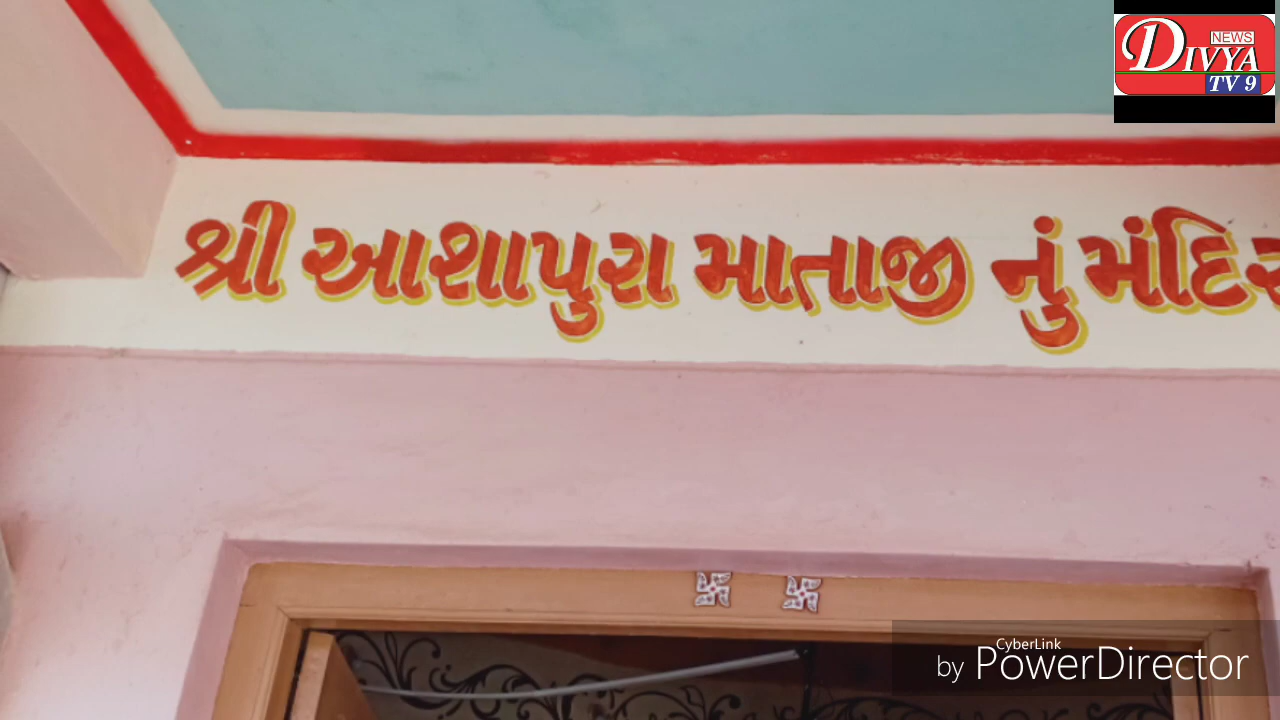 NEWS
DIVYA
TV 9
શ્રી આશાપુરા માતાજી નું મંદિર
CyberLink
by PowerDirector